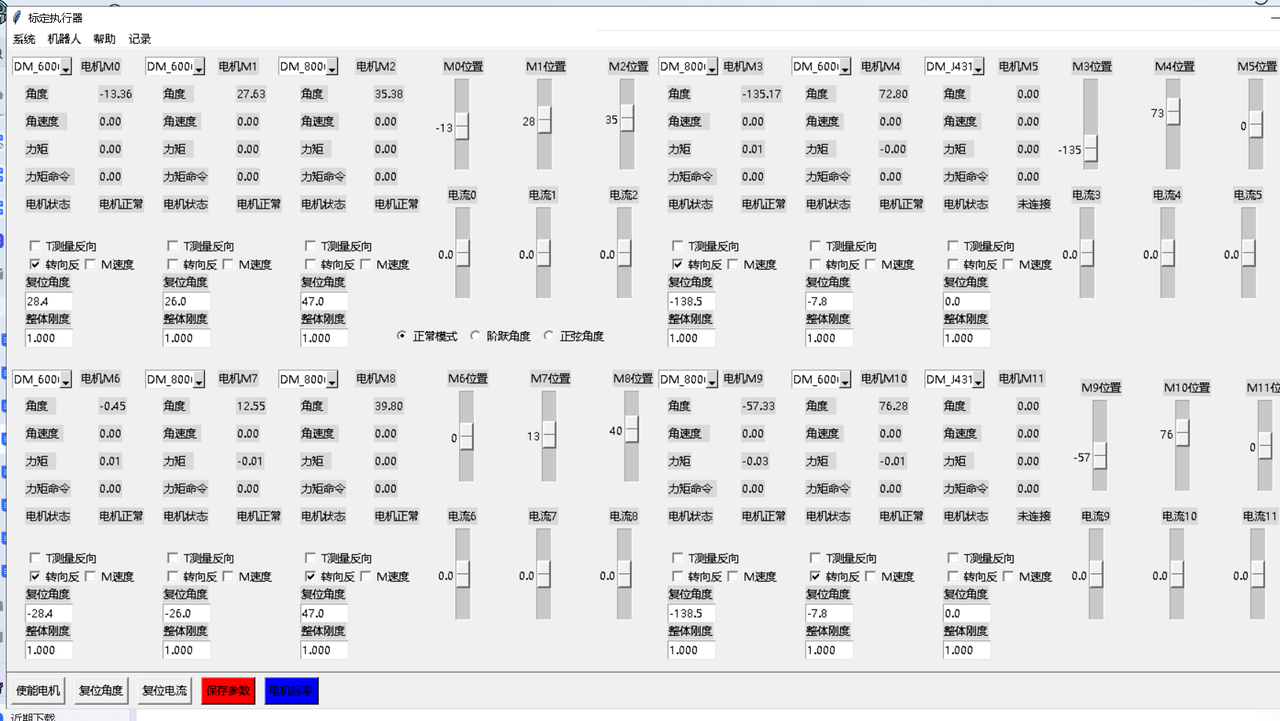 标定执行器
系统 机器人 帮助 记录
DM_600 电机M0 DM_600 电机M1 DM_800 电机M2 M0位置 M1位置 M2位置 DM_800 电机M3 DM_600 电机M4 DM_J431 电机M5 M3位置 M4位置 M5位置
角度 -13.36 角度 27.63 角度 35.38 角度 -135.17 角度 72.80 角度 0.00
角速度 0.00 角速度 0.00 角速度 0.00 -13 28 35 角速度 0.00 角速度 0.00 角速度 0.00 73 0
力矩 0.00 力矩 0.00 力矩 0.00 力矩 0.01 力矩 -0.00 力矩 0.00 -135
力矩命令 0.00 力矩命令 0.00 力矩命令 0.00 力矩命令 0.00 力矩命令 0.00 力矩命令 0.00
电流0 电流1 电流2 电流3 电流4 电流5
电机状态 电机正常 电机状态 电机正常 电机状态 电机正常 电机状态 电机正常 电机状态 电机正常 电机状态 未连接
T测量反向 T测量反向 T测量反向 T测量反向 T测量反向 T测量反向
0.0 0.0 0.0 0.0 0.0 0.0
转向反 M速度 转向反 M速度 转向反 M速度 转向反 M速度 转向反 M速度 转向反 M速度
复位角度 复位角度 复位角度 复位角度 复位角度 复位角度
28.4 26.0 47.0 -138.5 -7.8 0.0
整体刚度 整体刚度 整体刚度 整体刚度 整体刚度 整体刚度
1.000 1.000 1.000 正常模式 阶跃角度 正弦角度 1.000 1.000 1.000
DM_600 电机M6 DM_800 电机M7 DM_800 电机M8 M6位置 M7位置 M8位置 DM_800 电机M9 DM_600 电机M10 DM_J431 电机M11 M9位置 M10位置 M11位
角度 -0.45 角度 12.55 角度 39.80 角度 -57.33 角度 76.28 角度 0.00
角速度 0.00 角速度 0.00 角速度 0.00 0 13 40 角速度 0.00 角速度 0.00 角速度 0.00 76 0
力矩 0.01 力矩 -0.01 力矩 0.00 力矩 -0.03 力矩 -0.01 力矩 0.00 -57
力矩命令 0.00 力矩命令 0.00 力矩命令 0.00 力矩命令 0.00 力矩命令 0.00 力矩命令 0.00
电机状态 电机正常 电机状态 电机正常 电机状态 电机正常 电流6 电流7 电流8 电机状态 电机正常 电机状态 电机正常 电机状态 未连接 电流9 电流10 电流11
T测量反向 T测量反向 T测量反向 T测量反向 T测量反向 T测量反向
转向反 M速度 转向反 M速度 转向反 M速度 0.0 0.0 0.0 转向反 M速度 转向反 M速度 转向反 M速度 0.0 0.0 0.0
复位角度 复位角度 复位角度 复位角度 复位角度 复位角度
-28.4 -26.0 47.0 -138.5 -7.8 0.0
整体刚度 整体刚度 整体刚度 整体刚度 整体刚度 整体刚度
1.000 1.000 1.000 1.000 1.000 1.000
使能电机 复位角度 复位电流 保存参数
近期下载